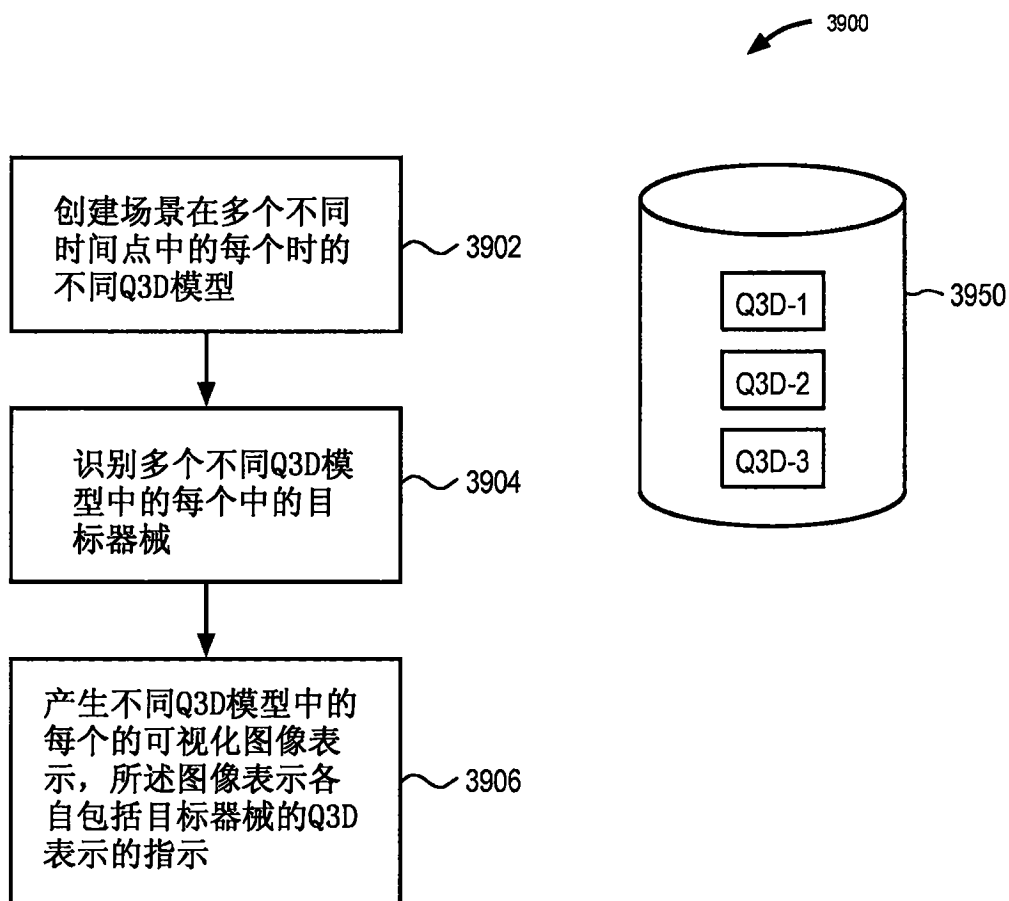 3900
创建场景在多个不同
时间点中的每个时的
不同Q3D模型
3902
识别多个不同Q3D模
型中的每个中的目
标器械
3904
产生不同Q3D模型中的
每个的可视化图像表
示，所述图像表示各
自包括目标器械的Q3D
表示的指示
3906
Q3D-1
Q3D-2
Q3D-3
3950